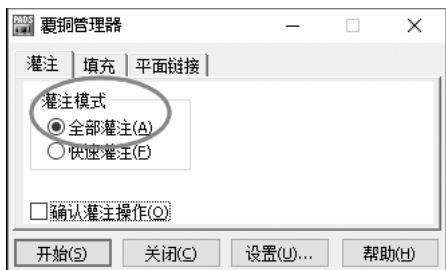 PADS 覆铜管理器
灌注 填充 平面链接
灌注模式
全部灌注(A)
快速灌注(F)
确认灌注操作(O)
开始(S) 关闭(C) 设置(U)... 帮助(H)